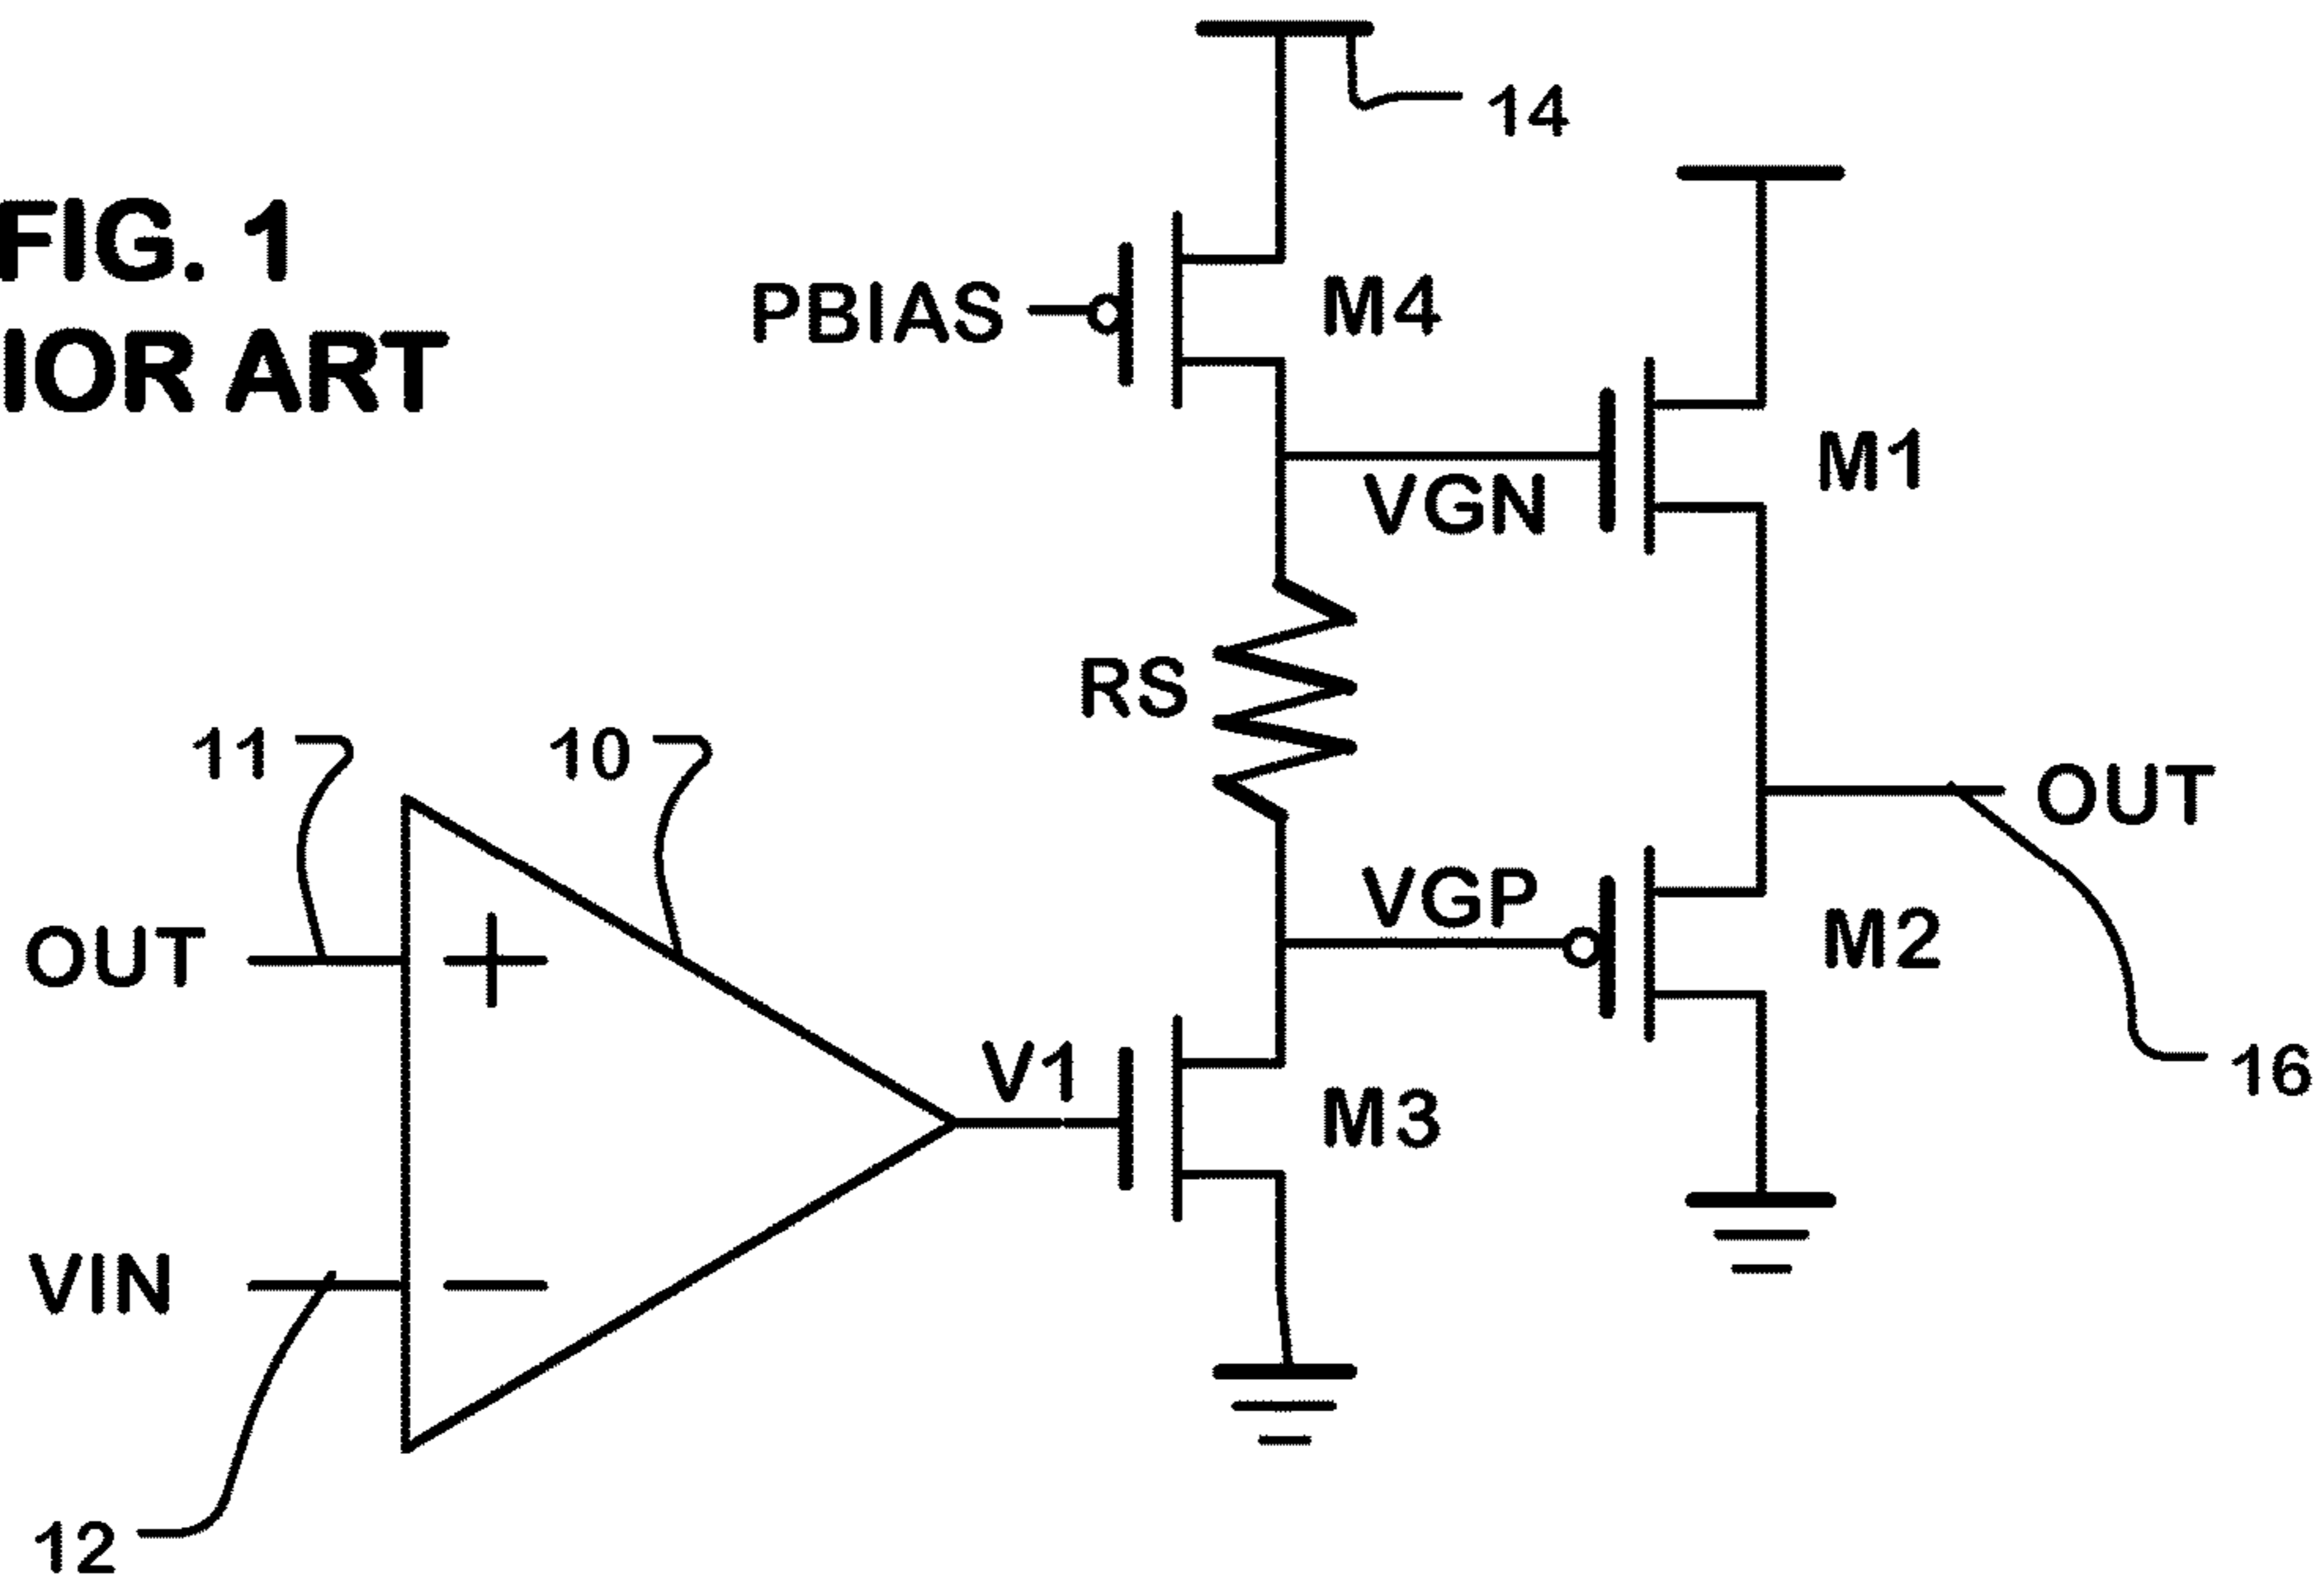 14
FIG. 1
IOR ART
PBIAS
M4
M1
VGN
RS
11
10
OUT
VGP
M2
OUT
+
V1
16
M3
VIN
−
12